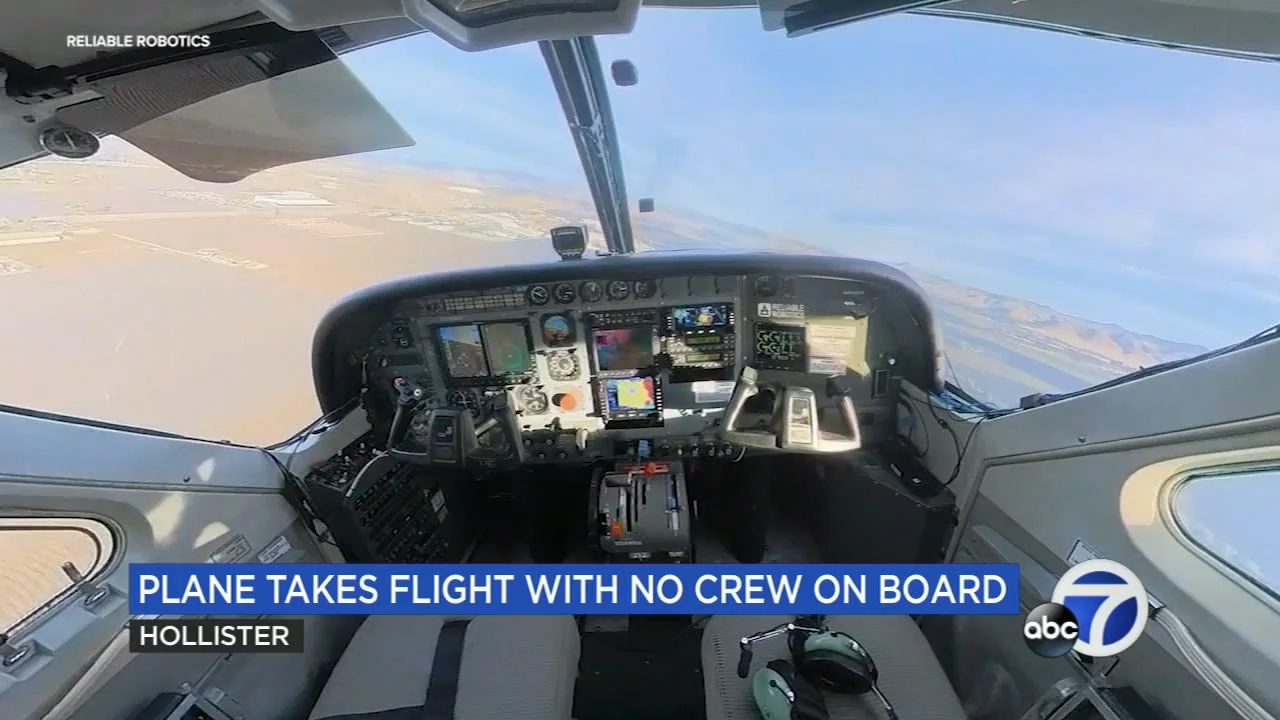 RELIABLE ROBOTICS
RELIABLE
ROBOTICS
PLANE TAKES FLIGHT WITH NO CREW ON BOARD
HOLLISTER
abc 7